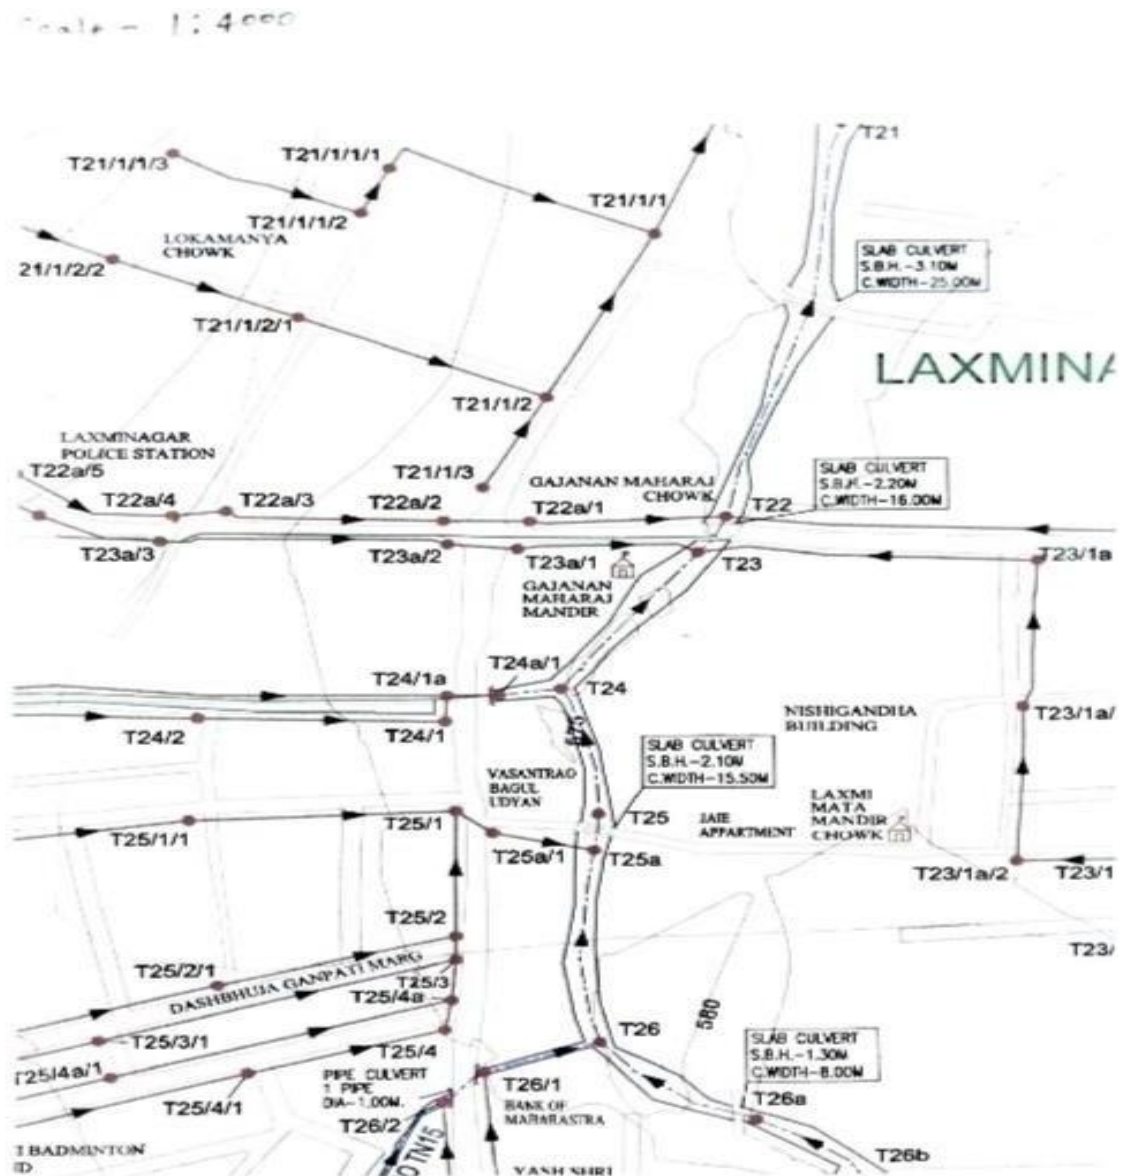 Scale - 1:4000
T21
T21/1/1/3
T21/1/1/1
T21/1/1/2
T21/1/1
LOKAMANYA
CHOWK
21/1/2/2
SLAB CULVERT
S.B.H.-3.10M
C.WIDTH-25.00M
T21/1/2/1
LAXMINA
T21/1/2
LAXMINAGAR
POLICE STATION
T22a/5
T21/1/3
GAJANAN MAHARAJ
CHOWK
SLAB CULVERT
S.B.H.-2.20M
C.WIDTH-16.00M
T22a/4
T22a/3
T22a/2
T22a/1
T22
T23a/3
T23a/2
T23a/1
T23
T23/1a
GAJANAN
MAHARAJ
MANDIR
T24a/1
T24/1a
T24
T24/2
T24/1
575
NISHIGANDHA
BUILDING
T23/1a/
SLAB CULVERT
S.B.H.-2.10M
C.WIDTH-15.50M
VASANTRAO
BAGUL
UDYAN
LAXMI
MATA
MANDIR
CHOWK
T25/1/1
T25/1
T25
JAIE
APPARTMENT
T25a/1
T25a
T23/1a/2
T23/1
T25/2
T23/
T25/2/1
DASHBHUJA GANPATI MARG
T25/3
T25/4a
580
T26
T25/3/1
T25/4
SLAB CULVERT
S.B.H.-1.30M
C.WIDTH-8.00M
T25/4a/1
T25/4/1
PIPE CULVERT
1 PIPE
DIA-1.00M.
T26/1
T26a
BANK OF
MAHARASTRA
T26/2
OTN15
BADMINTON
T26b
YASH SHRI